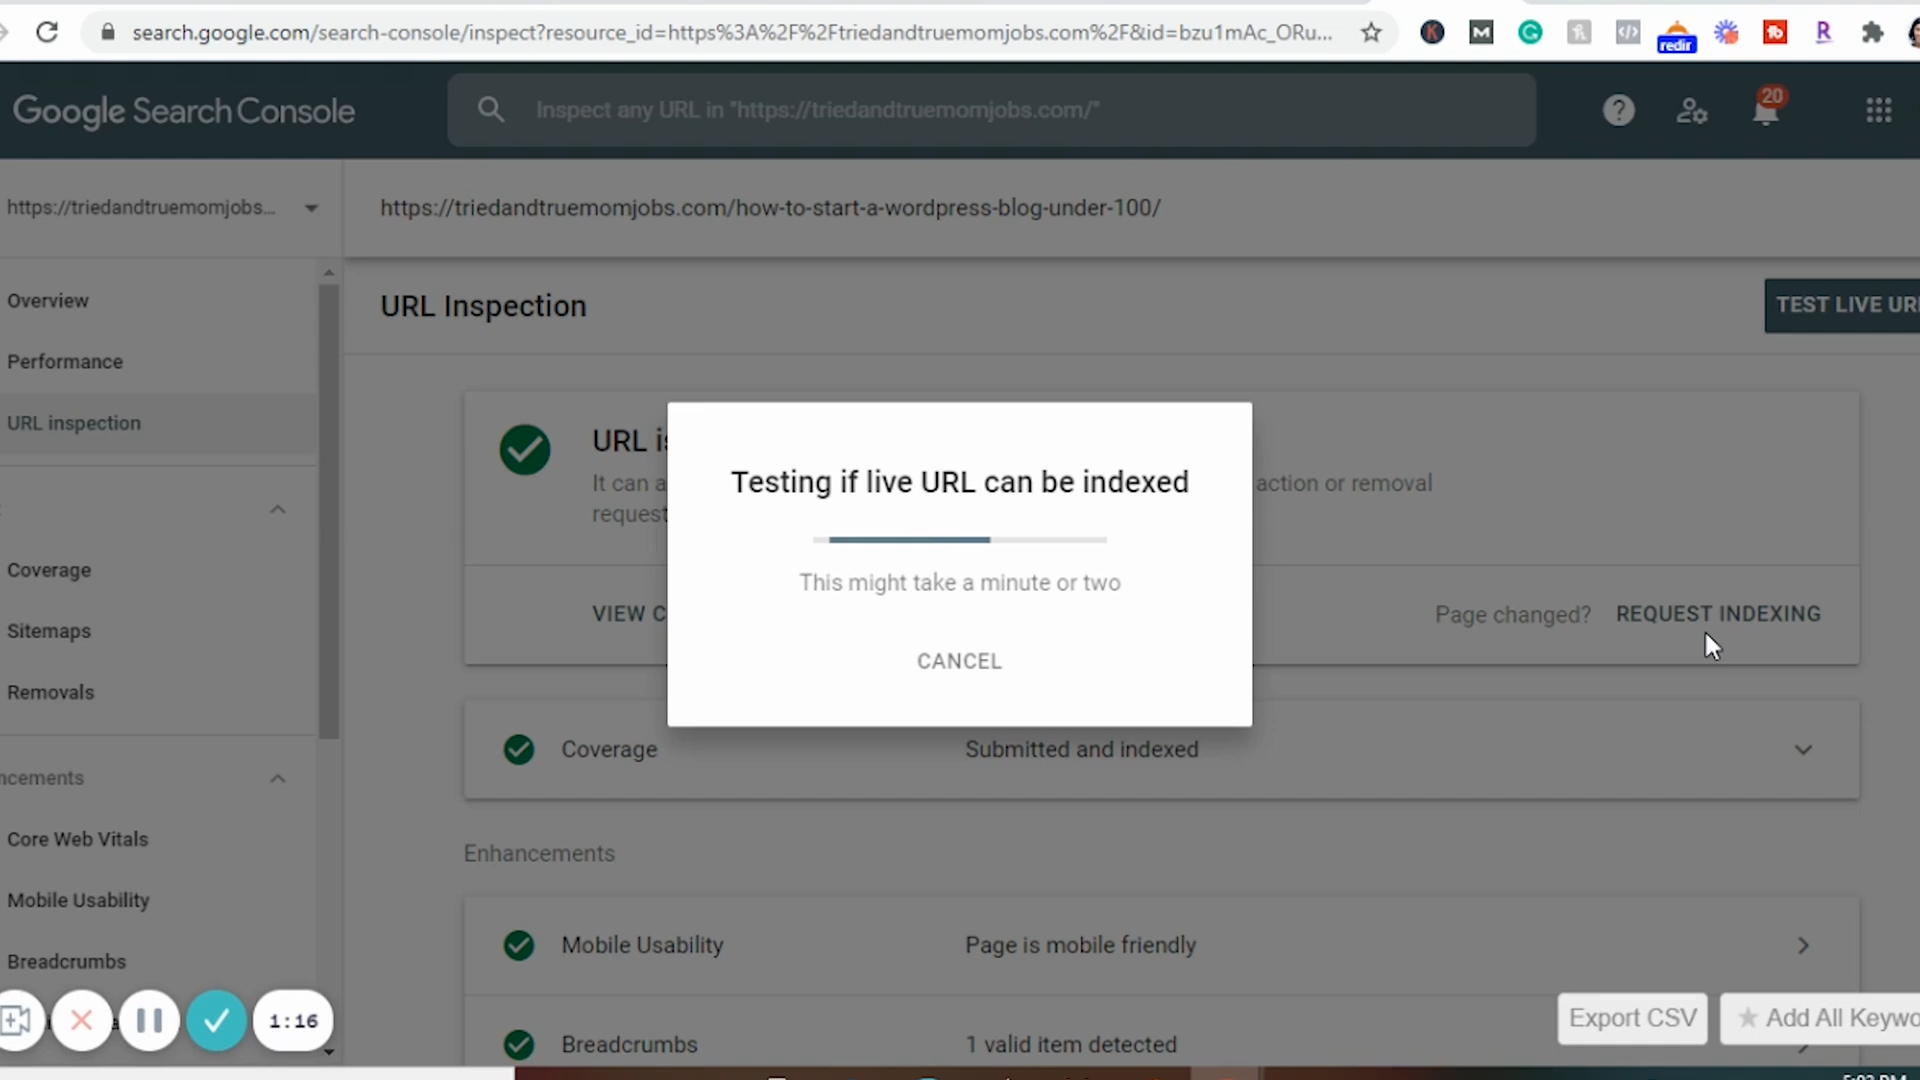 search.google.com/search-console/inspect?resource_id=https%3A%2F%2Ftriedandtruemomjobs.com%2F&id=bzu1mAc_ORu...
redir
Google Search Console
Inspect any URL in "https://triedandtruemomjobs.com/"
20
https://triedandtruemomjobs...
https://triedandtruemomjobs.com/how-to-start-a-wordpress-blog-under-100/
Overview
Performance
URL inspection
Coverage
Sitemaps
Removals
ncements
Core Web Vitals
Mobile Usability
Breadcrumbs
URL Inspection
TEST LIVE URL
URL is
It can a
action or removal
request
Testing if live URL can be indexed
This might take a minute or two
CANCEL
VIEW C
Page changed? REQUEST INDEXING
Coverage Submitted and indexed
Enhancements
Mobile Usability Page is mobile friendly
Breadcrumbs 1 valid item detected
1:16
Export CSV
Add All Keywo